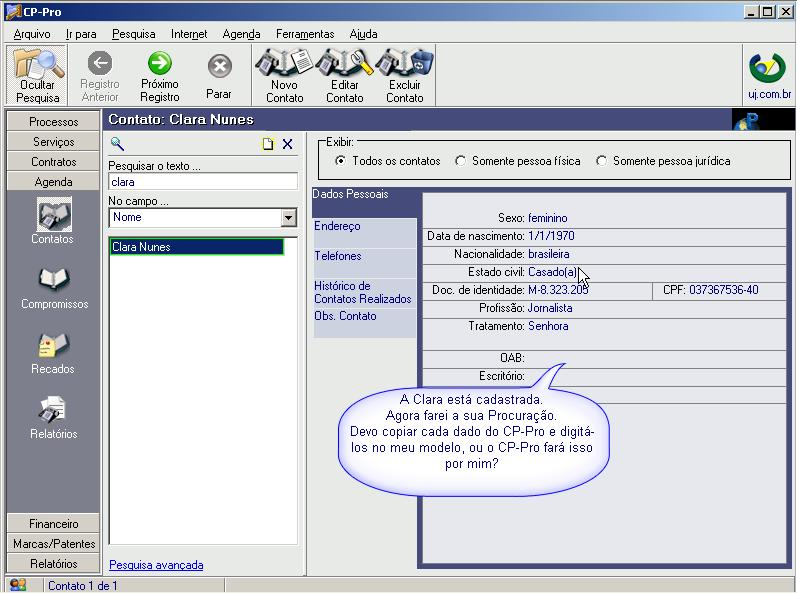 CP-Pro
Arquivo Ir para Pesquisa Internet Agenda Ferramentas Ajuda
Ocultar Pesquisa
Registro Anterior
Próximo Registro
Parar
Novo Contato
Editar Contato
Excluir Contato
uj.com.br
Processos
Serviços
Contratos
Agenda
Contatos
Compromissos
Recados
Relatórios
Financeiro
Marcas/Patentes
Relatórios
Contato: Clara Nunes
Pesquisar o texto ...
clara
No campo ...
Nome
Clara Nunes
Pesquisa avançada
Exibir:
Todos os contatos Somente pessoa física Somente pessoa jurídica
Dados Pessoais
Endereço
Telefones
Histórico de
Contatos Realizados
Obs. Contato
Sexo: feminino
Data de nascimento: 1/1/1970
Nacionalidade: brasileira
Estado civil: Casado(a)
Doc. de identidade: M-8.323.205 CPF: 037367536-40
Profissão: Jornalista
Tratamento: Senhora
OAB:
Escritório:
A Clara está cadastrada.
Agora farei a sua Procuração.
Devo copiar cada dado do CP-Pro e digitá-
los no meu modelo, ou o CP-Pro fará isso
por mim?
Contato 1 de 1